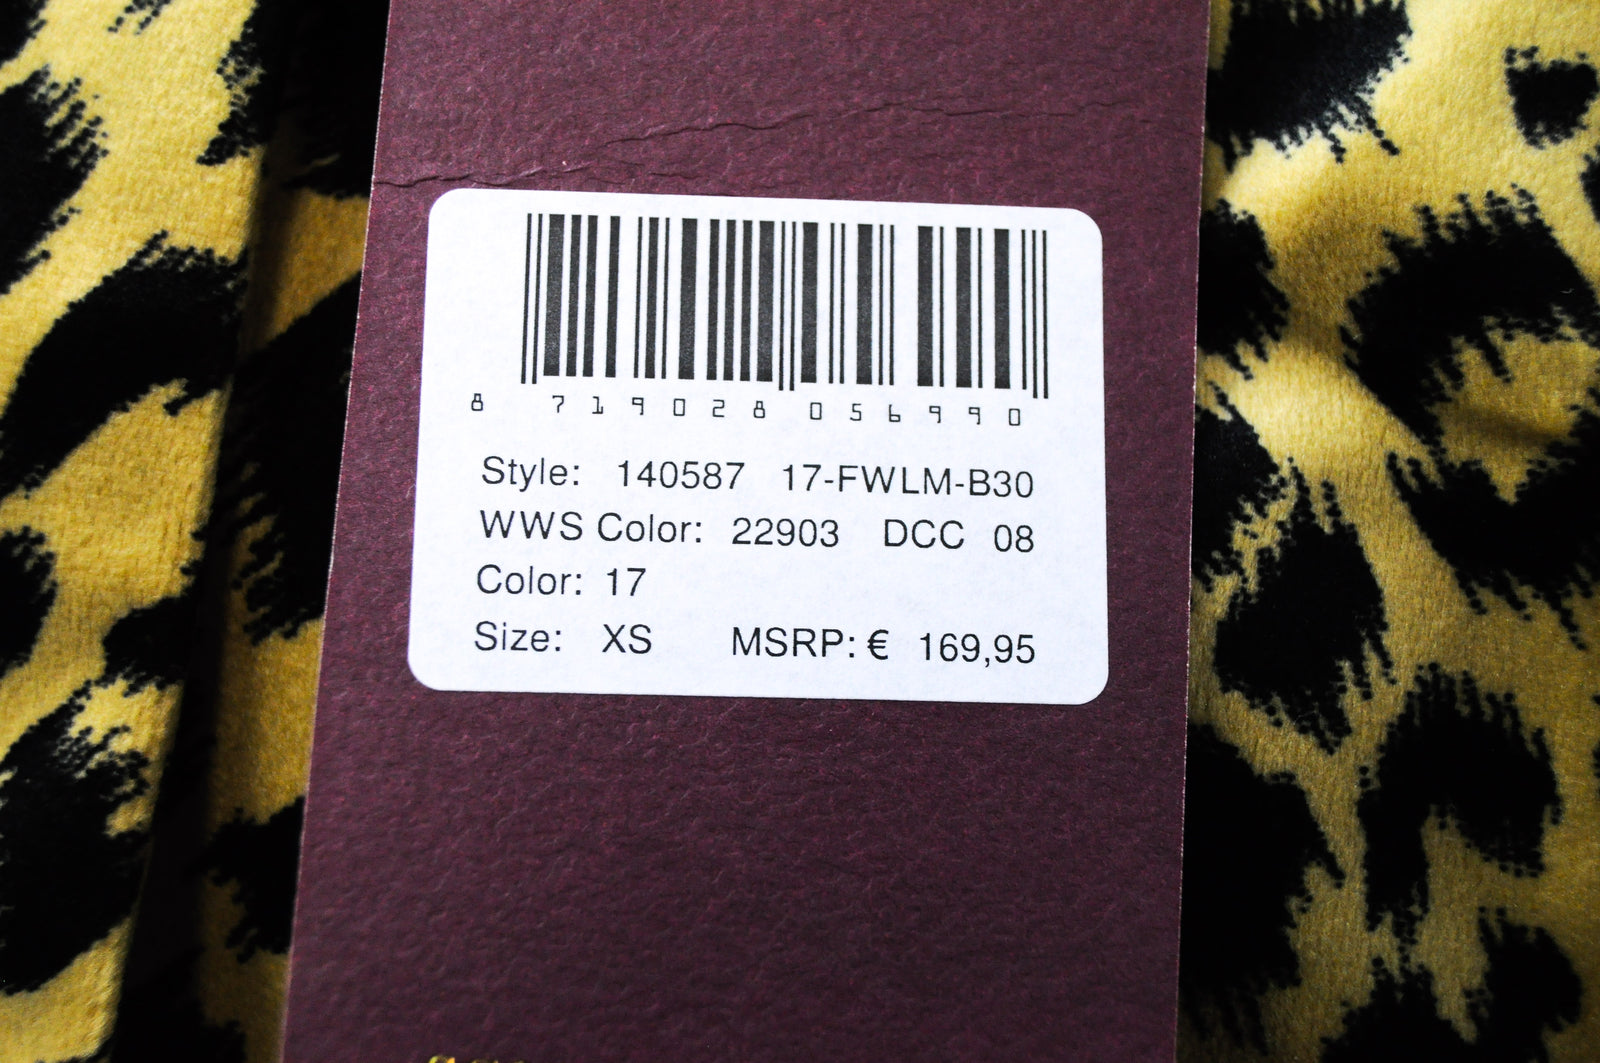 8 719028 056990
Style: 140587 17-FWLM-B30
WWS Color: 22903 DCC 08
Color: 17
Size: XS MSRP: € 169,95